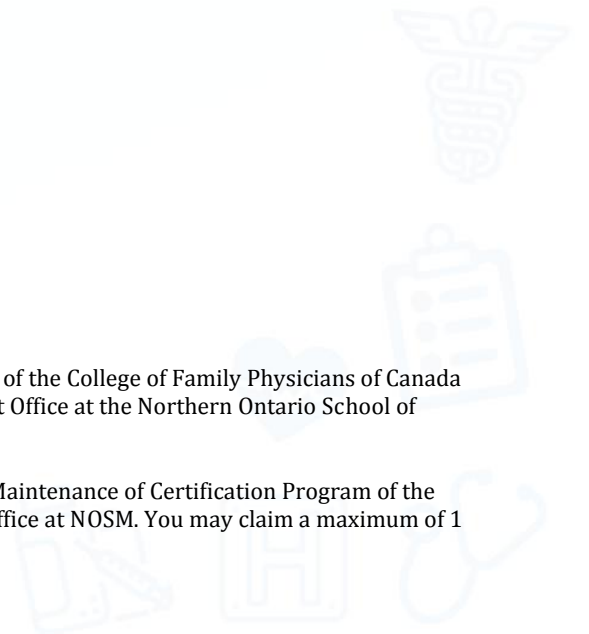 of the College of Family Physicians of Canada
t Office at the Northern Ontario School of
Maintenance of Certification Program of the
ffice at NOSM. You may claim a maximum of 1